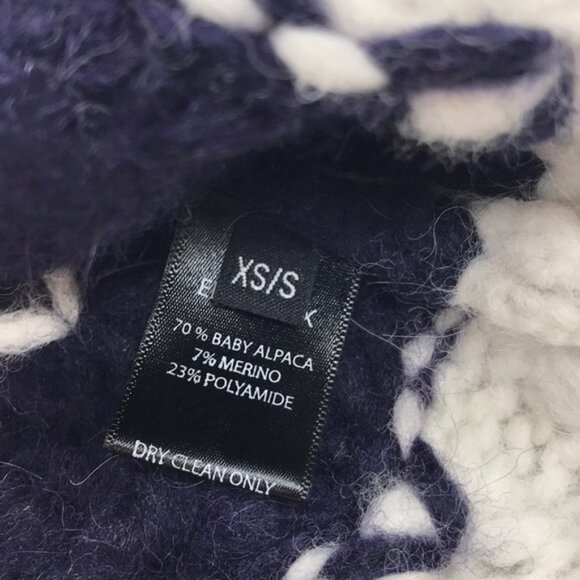 XS/S
70 % BABY ALPACA
7% MERINO
23% POLYAMIDE
DRY CLEAN ONLY